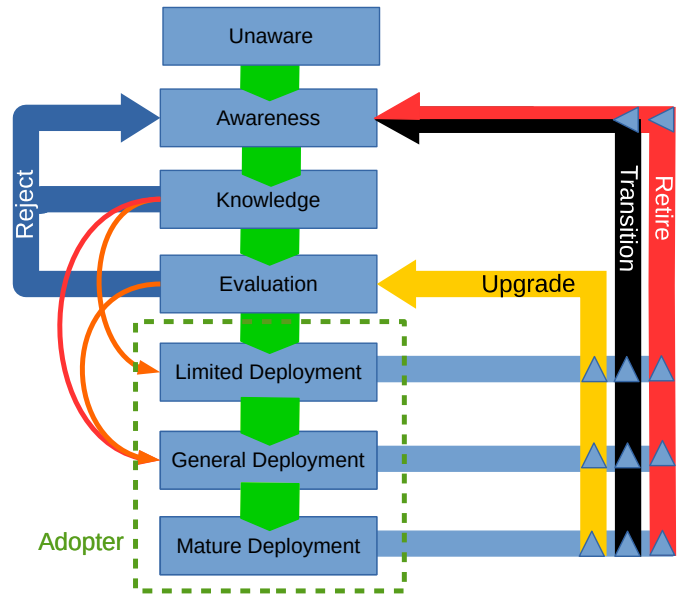 Unaware
Awareness
Knowledge
Evaluation
Limited Deployment
General Deployment
Mature Deployment
Reject
Upgrade
Transition
Retire
Adopter